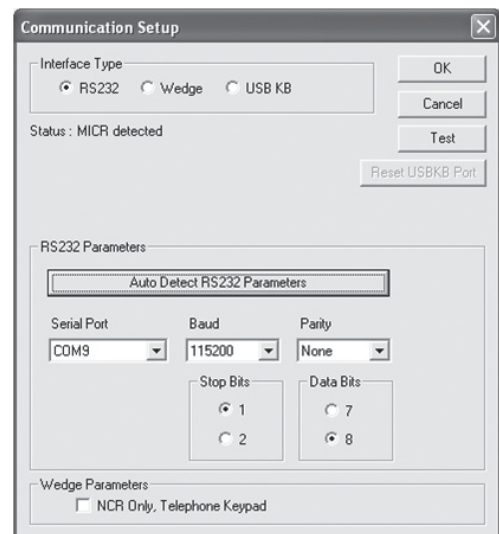 Communication Setup
Interface Type
RS232 Wedge USB KB
OK
Cancel
Status : MICR detected
Test
Reset USBKB Port
RS232 Parameters
Auto Detect RS232 Parameters
Serial Port Baud Parity
COM9 115200 None
Stop Bits Data Bits
1 7
2 8
Wedge Parameters
NCR Only, Telephone Keypad